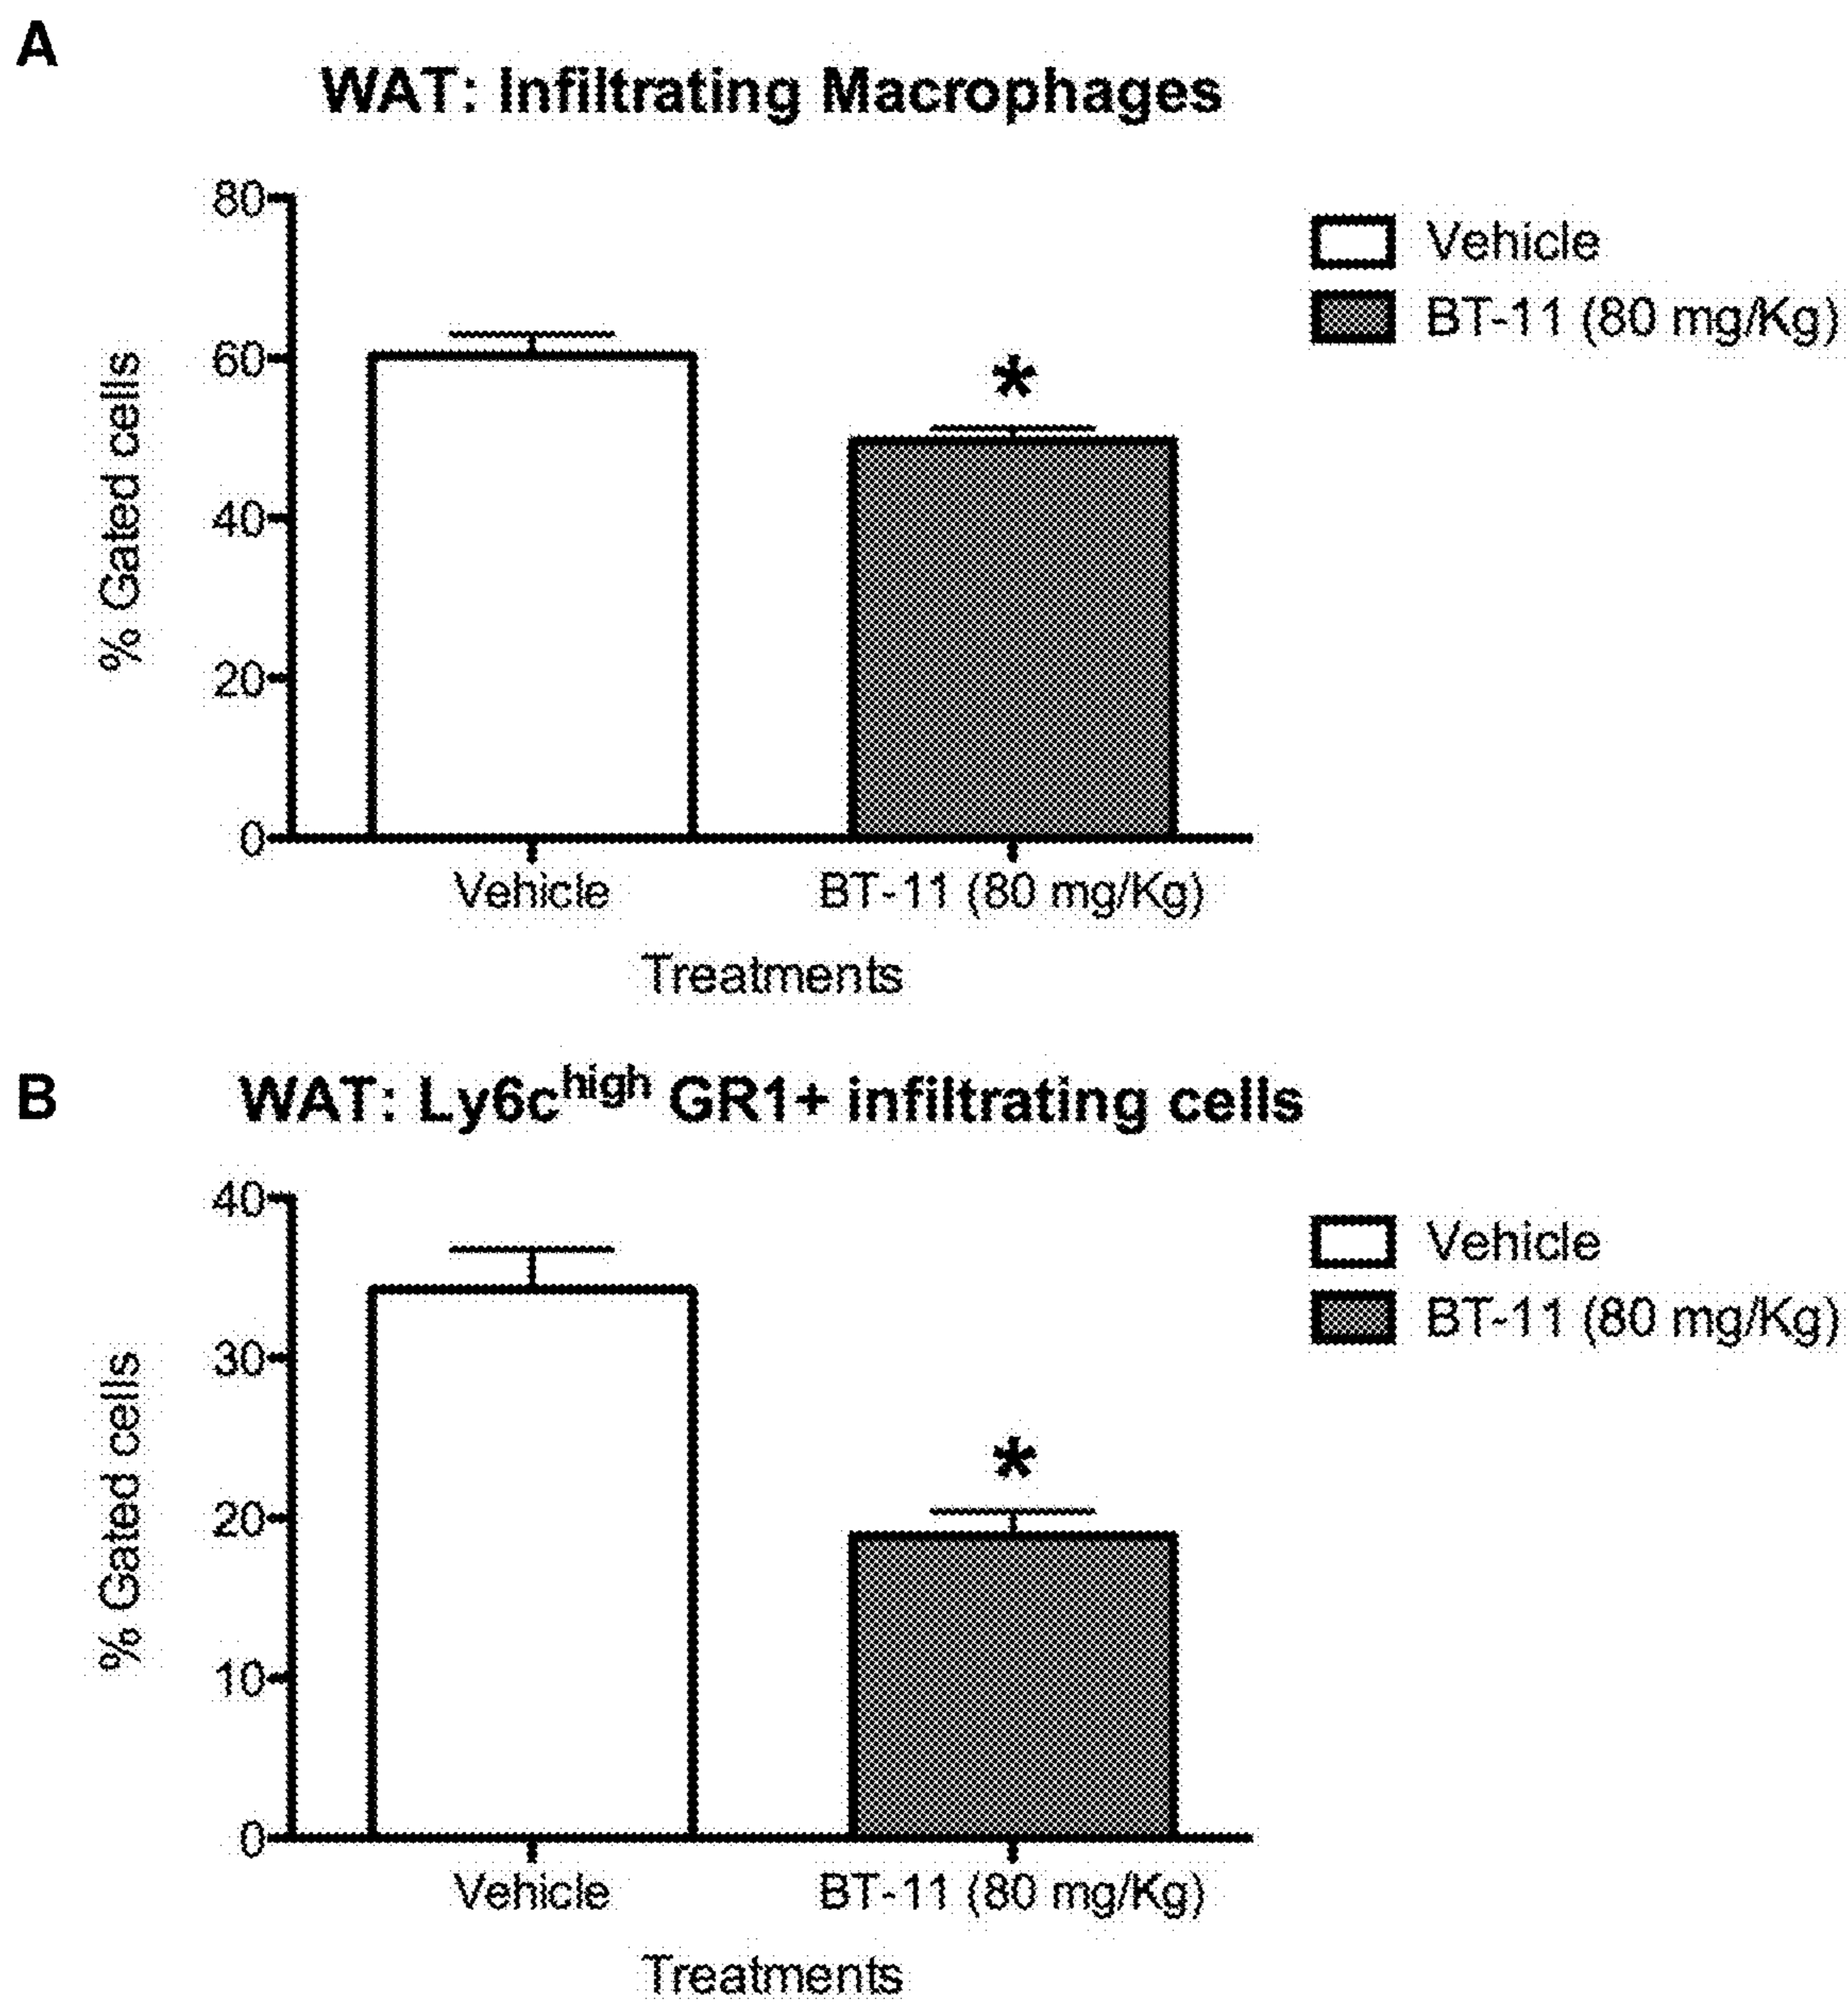 A
WAT: Infiltrating Macrophages
80
60
40
20
0
% Gated cells
*
Vehicle
BT-11 (80 mg/Kg)
Vehicle
BT-11 (80 mg/Kg)
Treatments
B
WAT: Ly6chigh GR1+ infiltrating cells
40
30
20
10
0
% Gated cells
*
Vehicle
BT-11 (80 mg/Kg)
Vehicle
BT-11 (80 mg/Kg)
Treatments